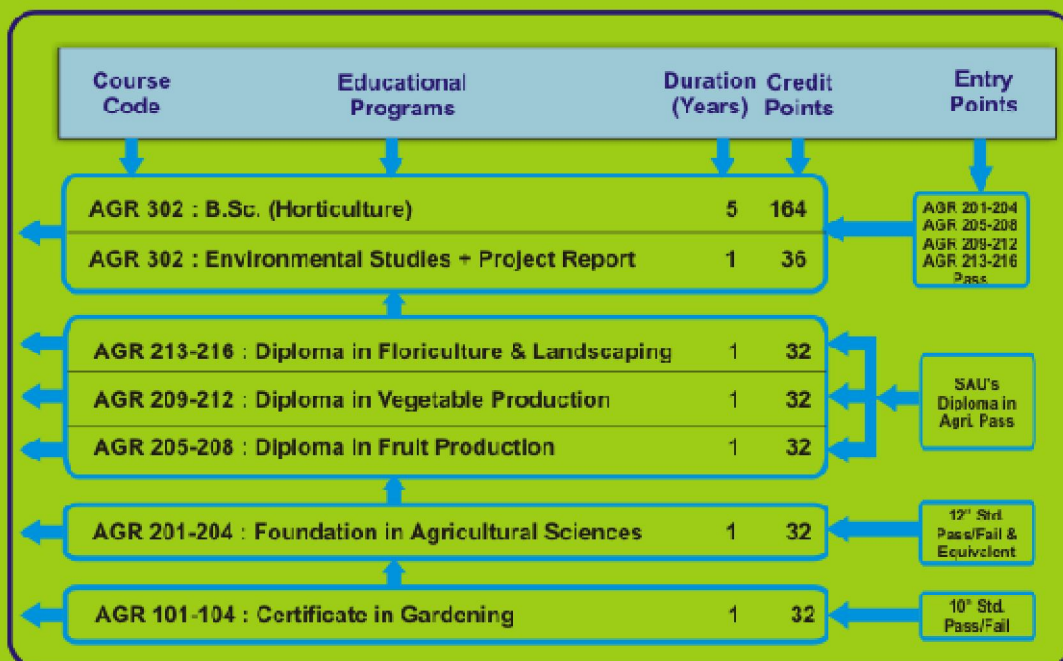 Course Code
Educational Programs
Duration (Years)
Credit Points
Entry Points
AGR 302 : B.Sc. (Horticulture) 5 164
AGR 302 : Environmental Studies + Project Report 1 36
AGR 201-204
AGR 205-208
AGR 209-212
AGR 213-216
Pass
AGR 213-216 : Diploma in Floriculture & Landscaping 1 32
AGR 209-212 : Diploma in Vegetable Production 1 32
AGR 205-208 : Diploma in Fruit Production 1 32
SAU's
Diploma in
Agri. Pass
AGR 201-204 : Foundation in Agricultural Sciences 1 32
12" Std.
Pass/Fail &
Equivalent
AGR 101-104 : Certificate in Gardening 1 32
10" Std.
Pass/Fail